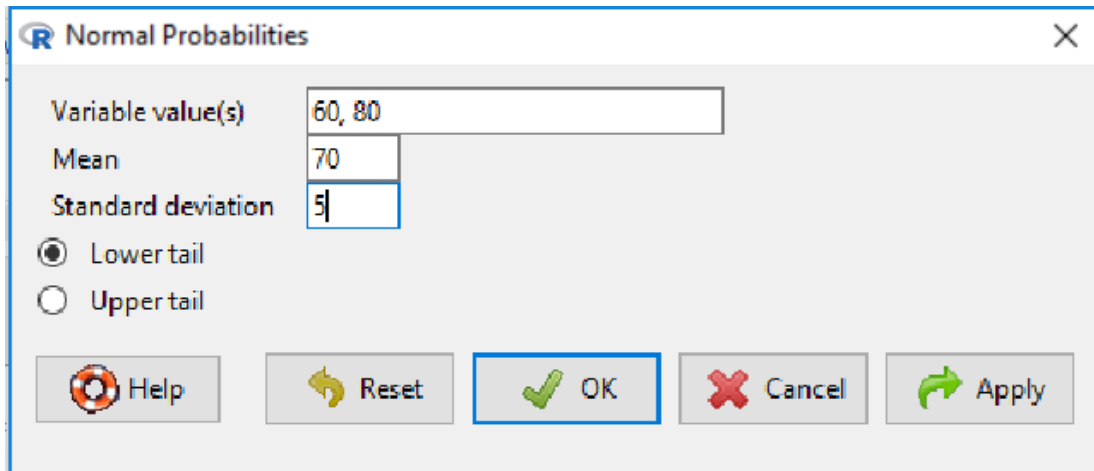 R Normal Probabilities
Variable value(s) 60, 80
Mean 70
Standard deviation 5
Lower tail
Upper tail
Help Reset OK Cancel Apply